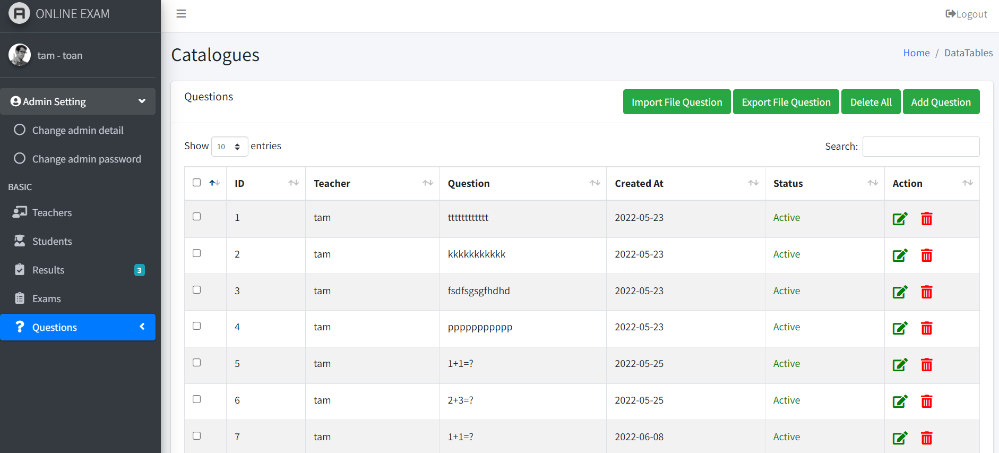 ONLINE EXAM
Logout
tam - toan
Catalogues
Home / DataTables
Admin Setting
Change admin detail
Change admin password
BASIC
Teachers
Students
Results 3
Exams
Questions
Questions
Import File Question Export File Question Delete All Add Question
Show 10 entries
Search:
ID Teacher Question Created At Status Action
1 tam tttttttttttt 2022-05-23 Active
2 tam kkkkkkkkkkk 2022-05-23 Active
3 tam fsdfsgsgfhdhd 2022-05-23 Active
4 tam ppppppppppp 2022-05-23 Active
5 tam 1+1=? 2022-05-25 Active
6 tam 2+3=? 2022-05-25 Active
7 tam 1+1=? 2022-06-08 Active